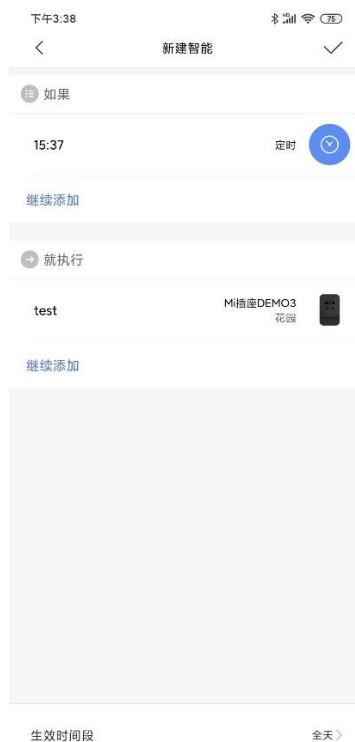 下午3:38
75
新建智能
如果
15:37
定时
继续添加
就执行
test
Mi插座DEMO3
花园
继续添加
生效时间段
全天